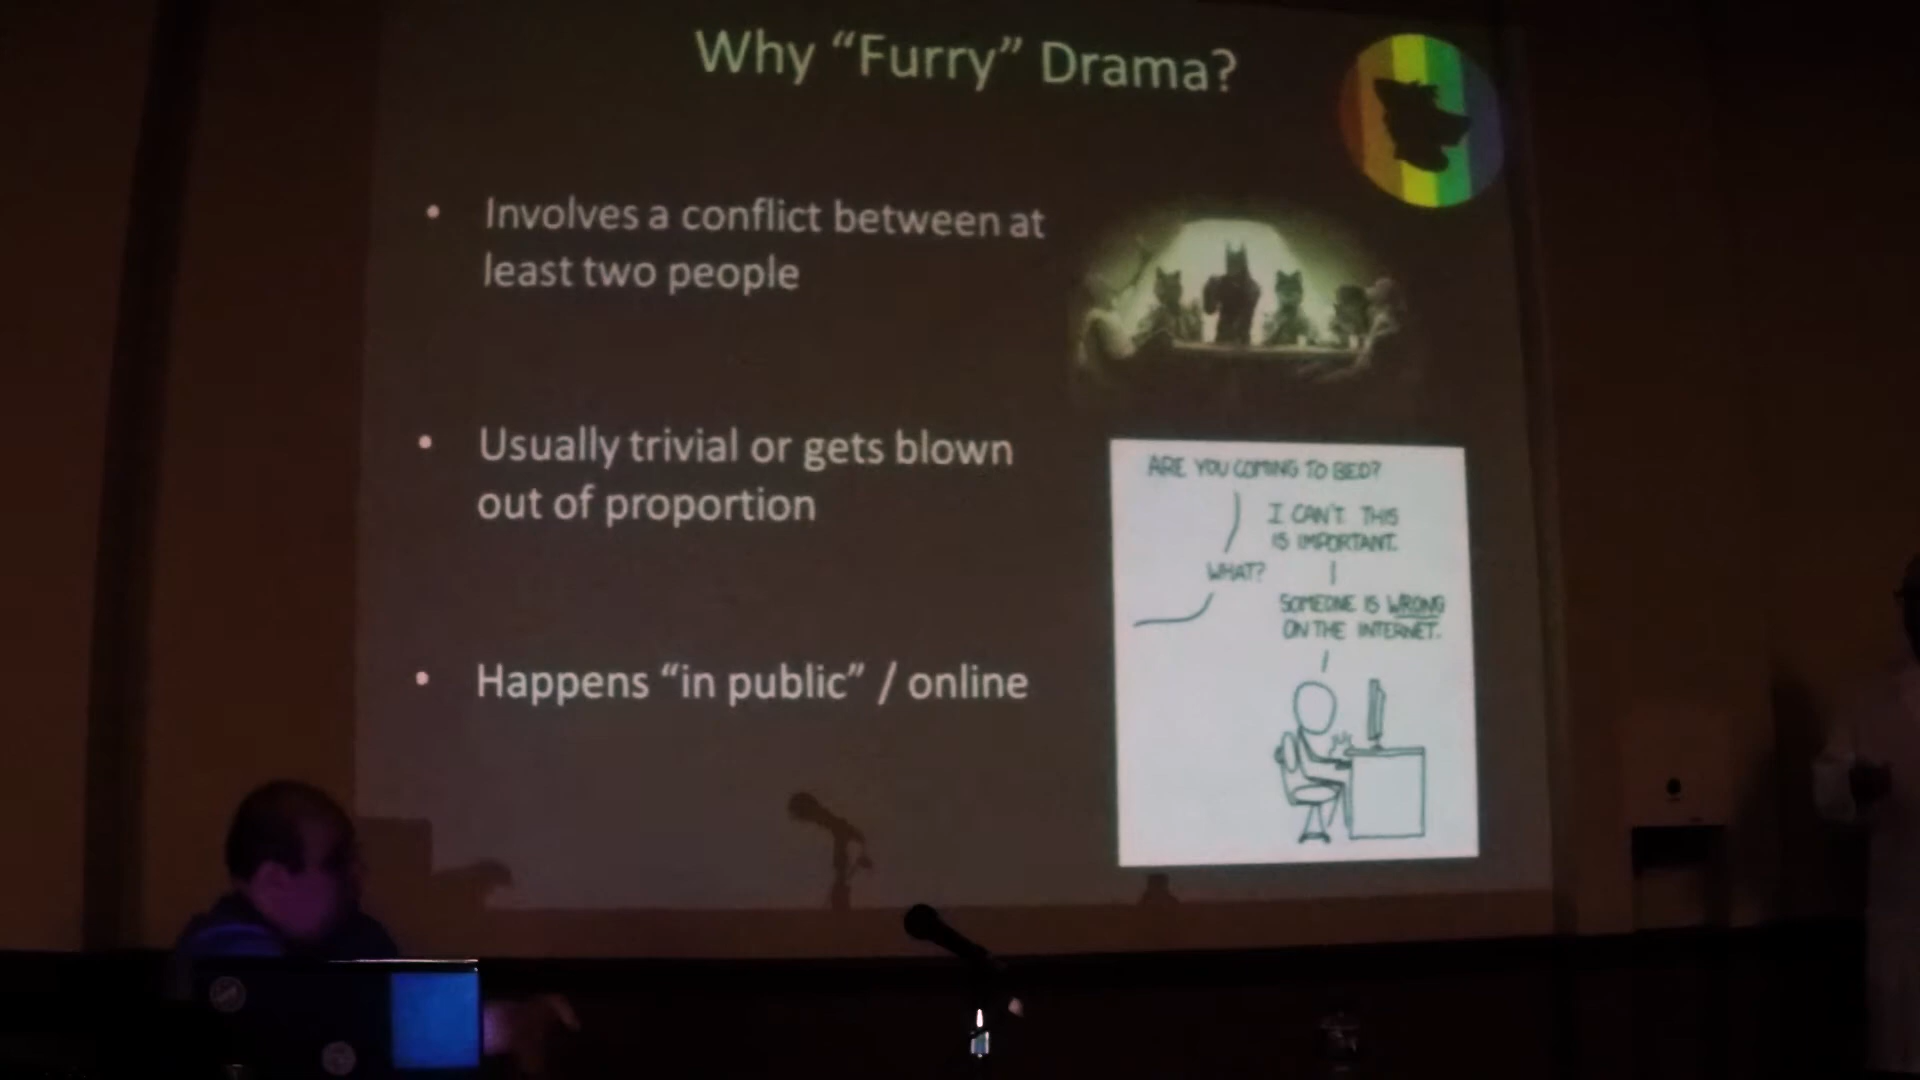 Why “Furry” Drama?
• Involves a conflict between at
least two people
• Usually trivial or gets blown
out of proportion
• Happens “in public” / online
ARE YOU COMING TO BED?
I CAN'T. THIS
IS IMPORTANT.
WHAT?
SOMEONE IS WRONG
ON THE INTERNET.